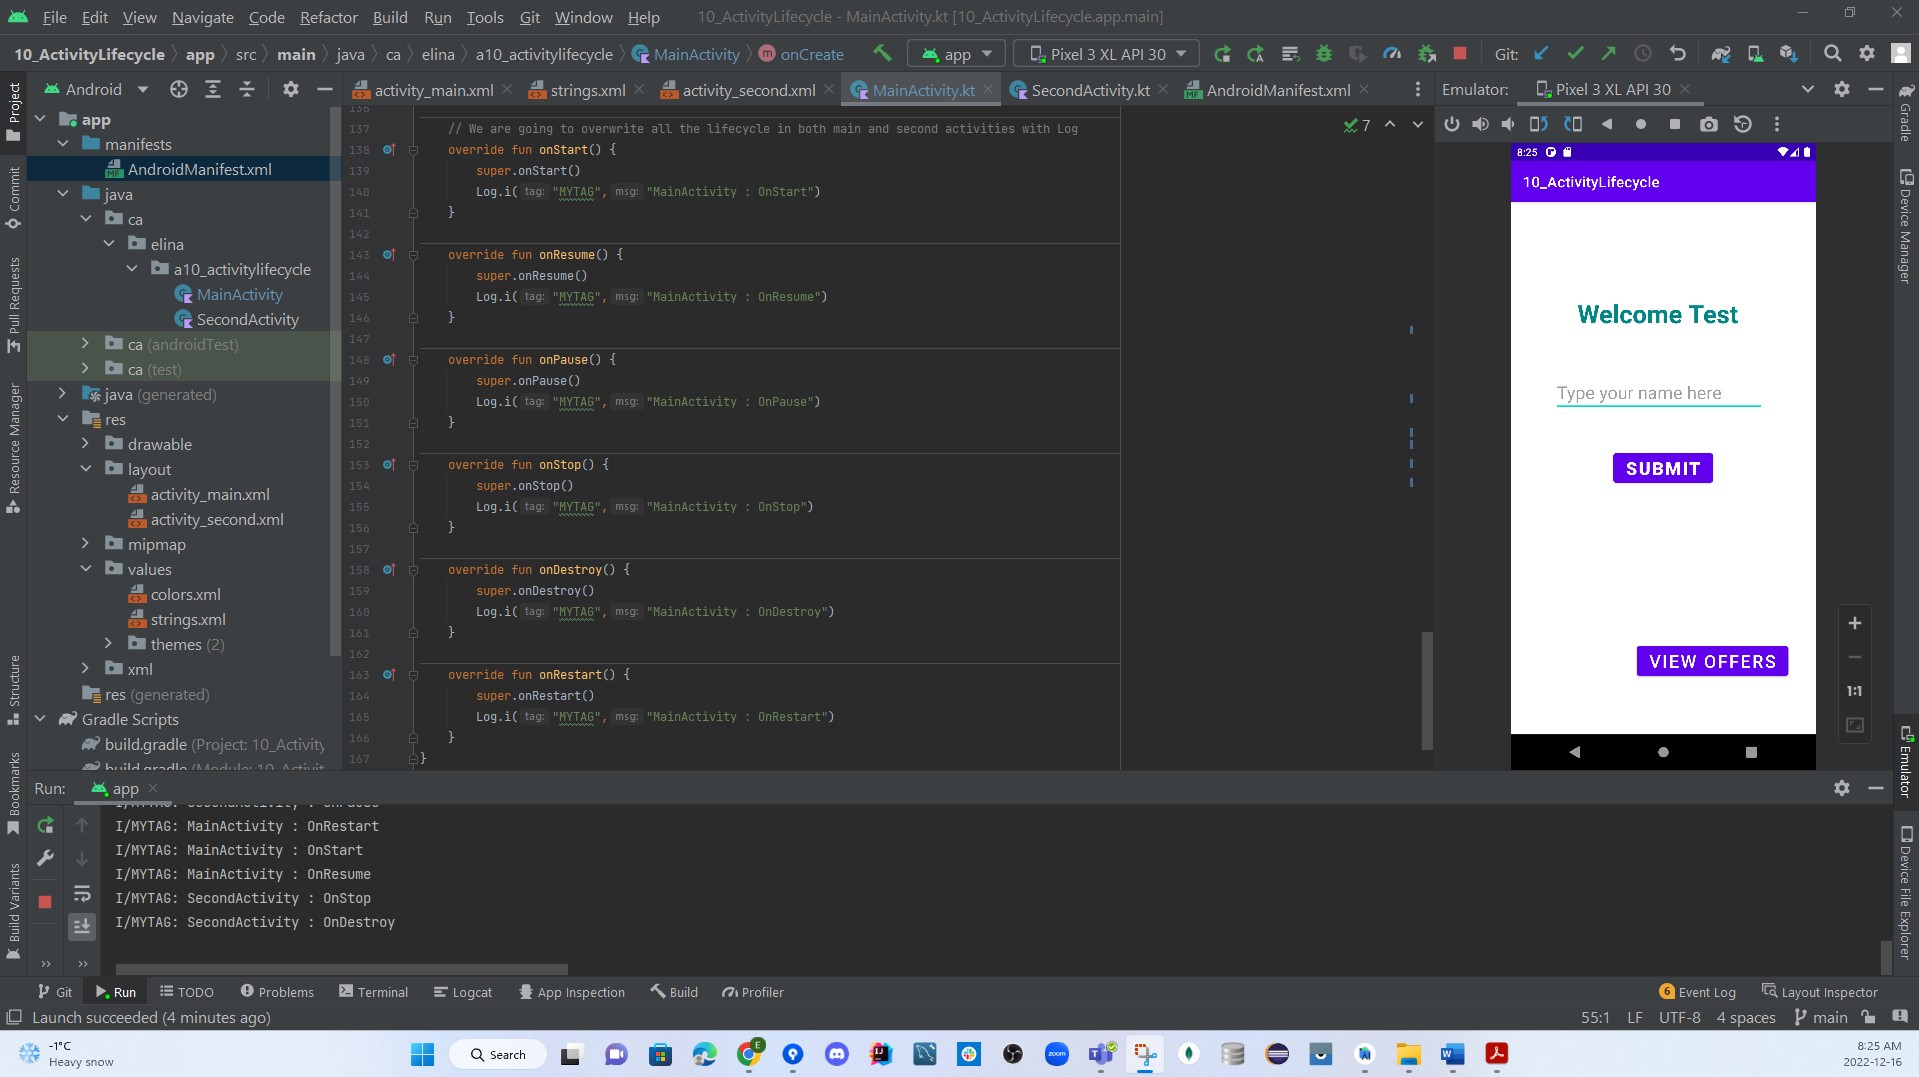 File Edit View Navigate Code Refactor Build Run Tools Git Window Help 10_ActivityLifecycle - MainActivity.kt [10_ActivityLifecycle.app.main]
10_ActivityLifecycle app src main java ca elina a10_activitylifecycle MainActivity onCreate app Pixel 3 XL API 30 Git:
Android activity_main.xml strings.xml activity_second.xml MainActivity.kt SecondActivity.kt AndroidManifest.xml Emulator: Pixel 3 XL API 30
Project
Commit
Pull Requests
Resource Manager
Structure
Bookmarks
Build Variants
app
manifests
AndroidManifest.xml
java
ca
elina
a10_activitylifecycle
MainActivity
SecondActivity
ca (androidTest)
ca (test)
java (generated)
res
drawable
layout
activity_main.xml
activity_second.xml
mipmap
values
colors.xml
strings.xml
themes (2)
xml
res (generated)
Gradle Scripts
build.gradle (Project: 10_Activity
build.gradle (Module: 10_Activit
136
137 // We are going to overwrite all the lifecycle in both main and second activities with Log
138 override fun onStart() {
139 super.onStart()
140 Log.i( tag: "MYTAG", msg: "MainActivity : OnStart")
141 }
142
143 override fun onResume() {
144 super.onResume()
145 Log.i( tag: "MYTAG", msg: "MainActivity : OnResume")
146 }
147
148 override fun onPause() {
149 super.onPause()
150 Log.i( tag: "MYTAG", msg: "MainActivity : OnPause")
151 }
152
153 override fun onStop() {
154 super.onStop()
155 Log.i( tag: "MYTAG", msg: "MainActivity : OnStop")
156 }
157
158 override fun onDestroy() {
159 super.onDestroy()
160 Log.i( tag: "MYTAG", msg: "MainActivity : OnDestroy")
161 }
162
163 override fun onRestart() {
164 super.onRestart()
165 Log.i( tag: "MYTAG", msg: "MainActivity : OnRestart")
166 }
167 }
7
8:25
10_ActivityLifecycle
Welcome Test
Type your name here
SUBMIT
VIEW OFFERS
1:1
Gradle
Device Manager
Emulator
Device File Explorer
Run: app
I/MYTAG: SecondActivity : OnPause
I/MYTAG: MainActivity : OnRestart
I/MYTAG: MainActivity : OnStart
I/MYTAG: MainActivity : OnResume
I/MYTAG: SecondActivity : OnStop
I/MYTAG: SecondActivity : OnDestroy
Git Run TODO Problems Terminal Logcat App Inspection Build Profiler 6 Event Log Layout Inspector
Launch succeeded (4 minutes ago) 55:1 LF UTF-8 4 spaces main
-1°C
Heavy snow
Search
E
zoom
8:25 AM
2022-12-16